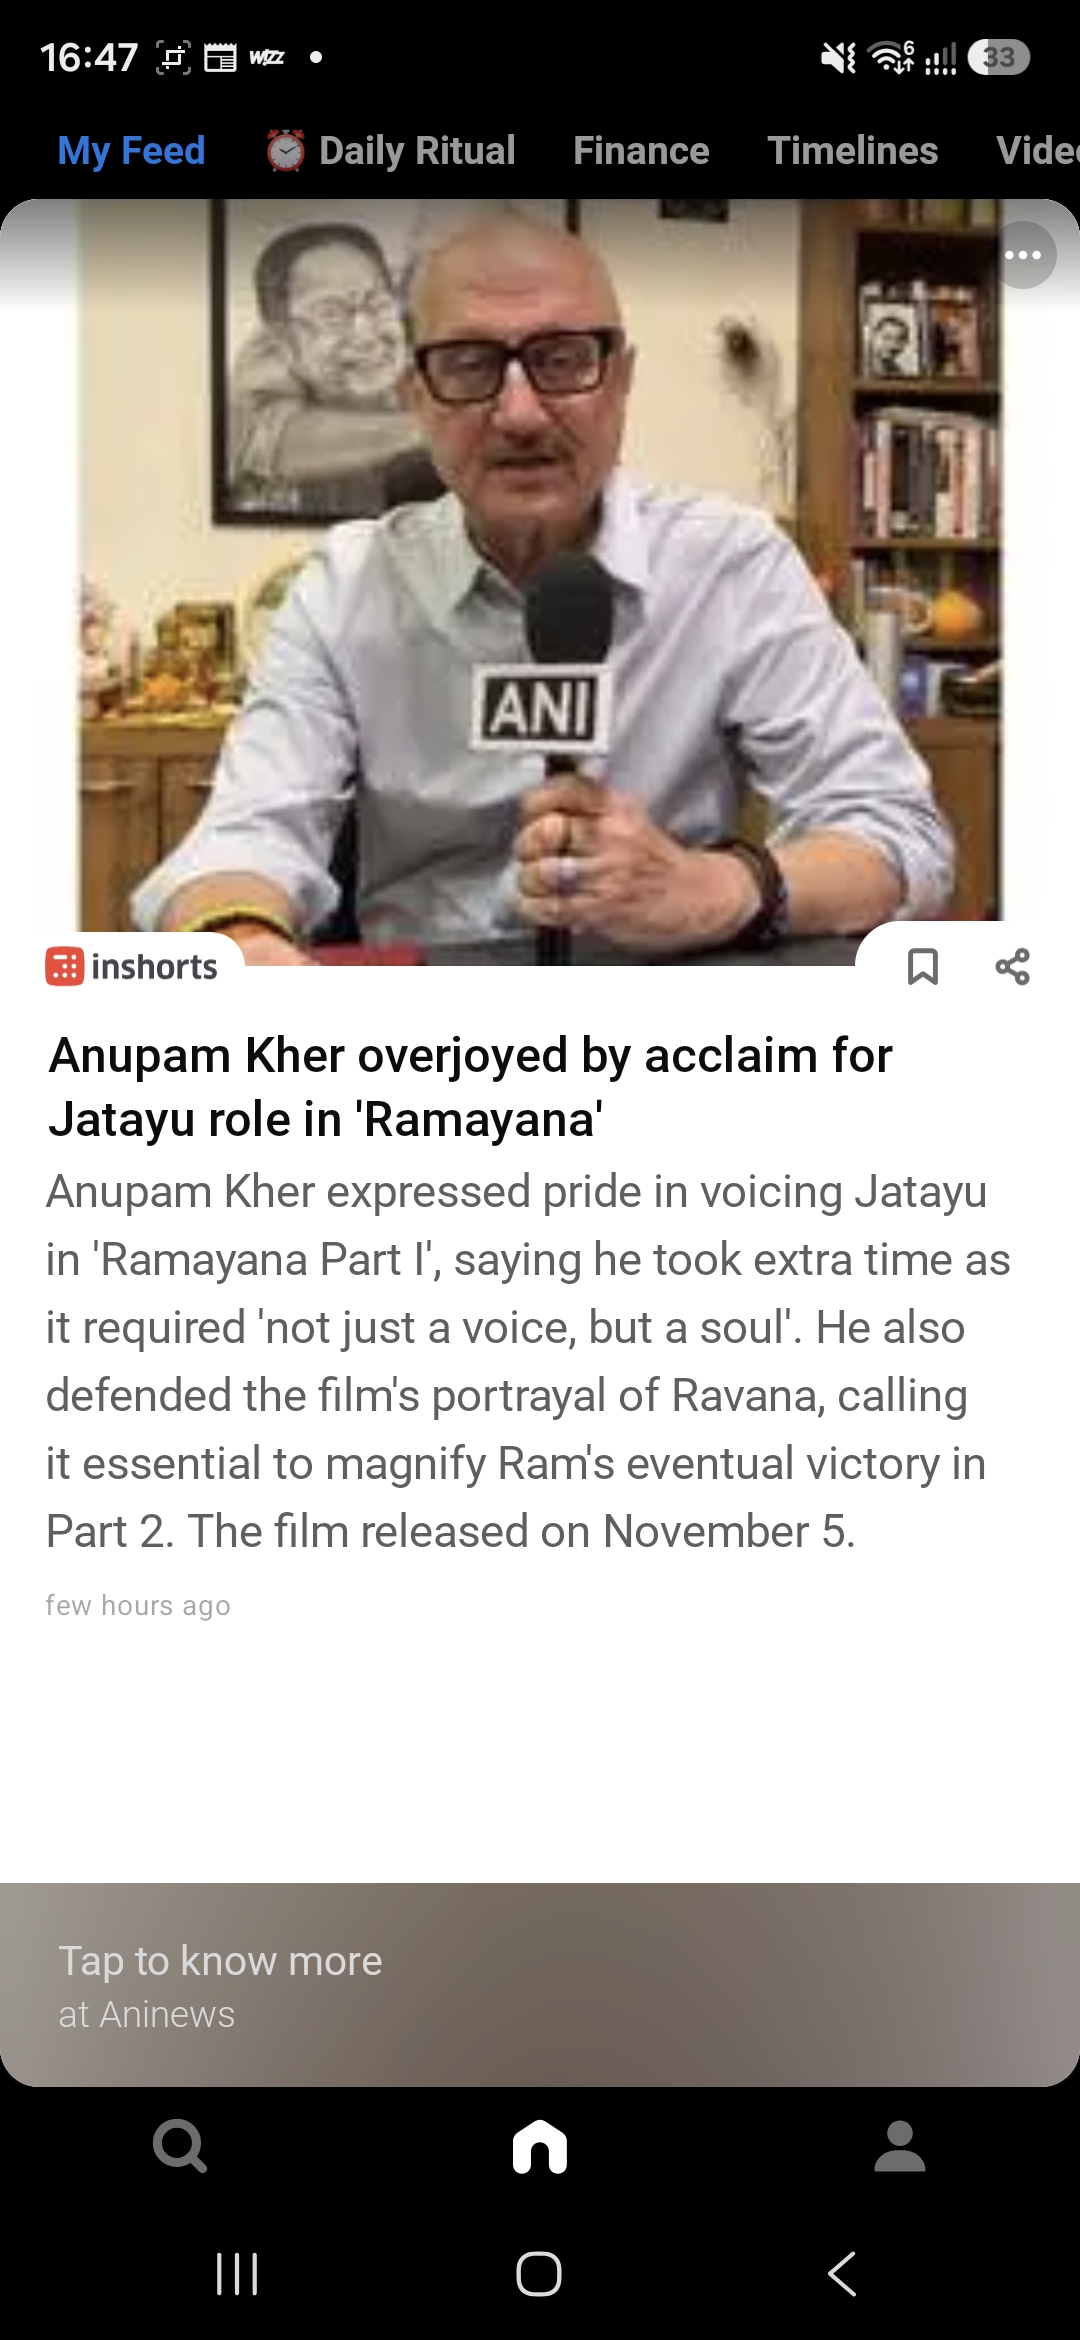 16:47 WIZZ 6 33
My Feed ⏰ Daily Ritual Finance Timelines Vide
ANI
inshorts
Anupam Kher overjoyed by acclaim for
Jatayu role in 'Ramayana'
Anupam Kher expressed pride in voicing Jatayu
in 'Ramayana Part I', saying he took extra time as
it required 'not just a voice, but a soul'. He also
defended the film's portrayal of Ravana, calling
it essential to magnify Ram's eventual victory in
Part 2. The film released on November 5.
few hours ago
Tap to know more
at Aninews